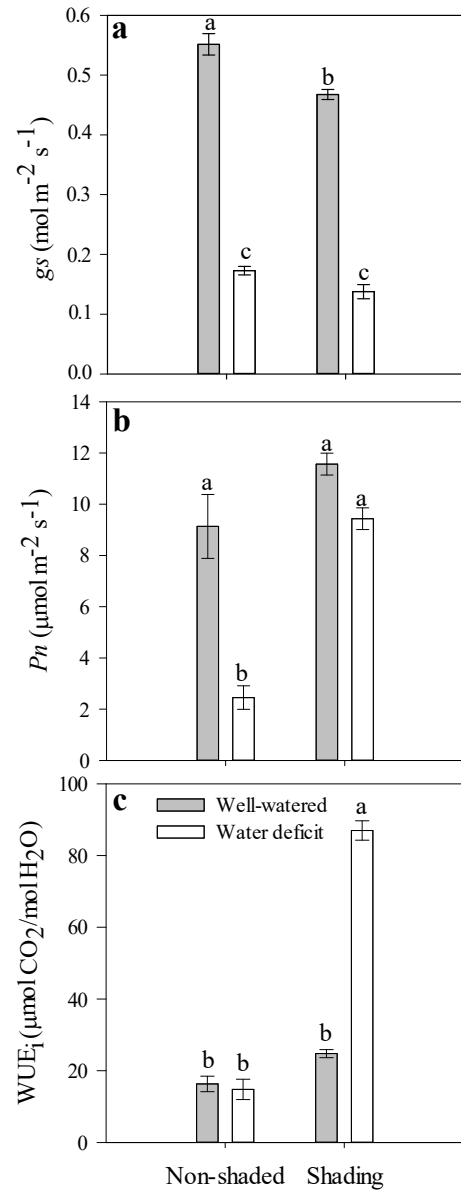 0.6
a
a
0.5
b
0.4
gs (mol m⁻² s⁻¹)
0.3
0.2
c
c
0.1
0.0
14
b
12
a
a
10
a
8
Pn (μmol m⁻² s⁻¹)
6
4
b
2
0
100
c
Well-watered
Water deficit
a
80
60
WUEi (μmol CO2/mol H2O)
40
b
b
b
20
0
Non-shaded Shading